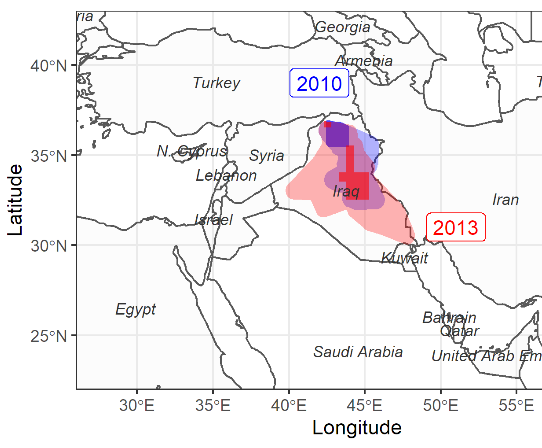 ria
Georgia
40°N
Armenia
Turkey
2010
T
N. Cyprus
Syria
35°N
Lebanon
Iraq
Iran
Israel
2013
30°N
Kuwait
Egypt
Bahrain
Qatar
25°N
Saudi Arabia
United Arab Em
30°E 35°E 40°E 45°E 50°E 55°E
Longitude
Latitude